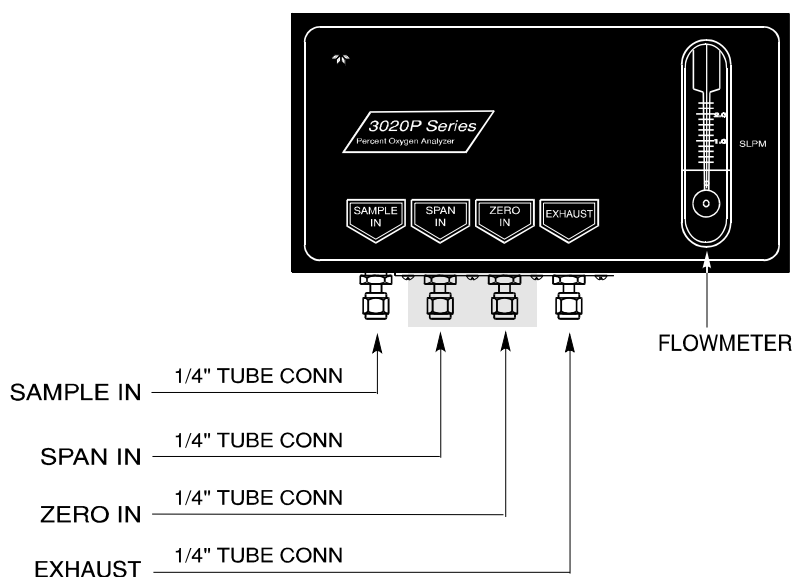 3020P Series
Percent Oxygen Analyzer
2.0
1.0
SLPM
SAMPLE
IN
SPAN
IN
ZERO
IN
EXHAUST
FLOWMETER
1/4" TUBE CONN
SAMPLE IN
1/4" TUBE CONN
SPAN IN
1/4" TUBE CONN
ZERO IN
1/4" TUBE CONN
EXHAUST